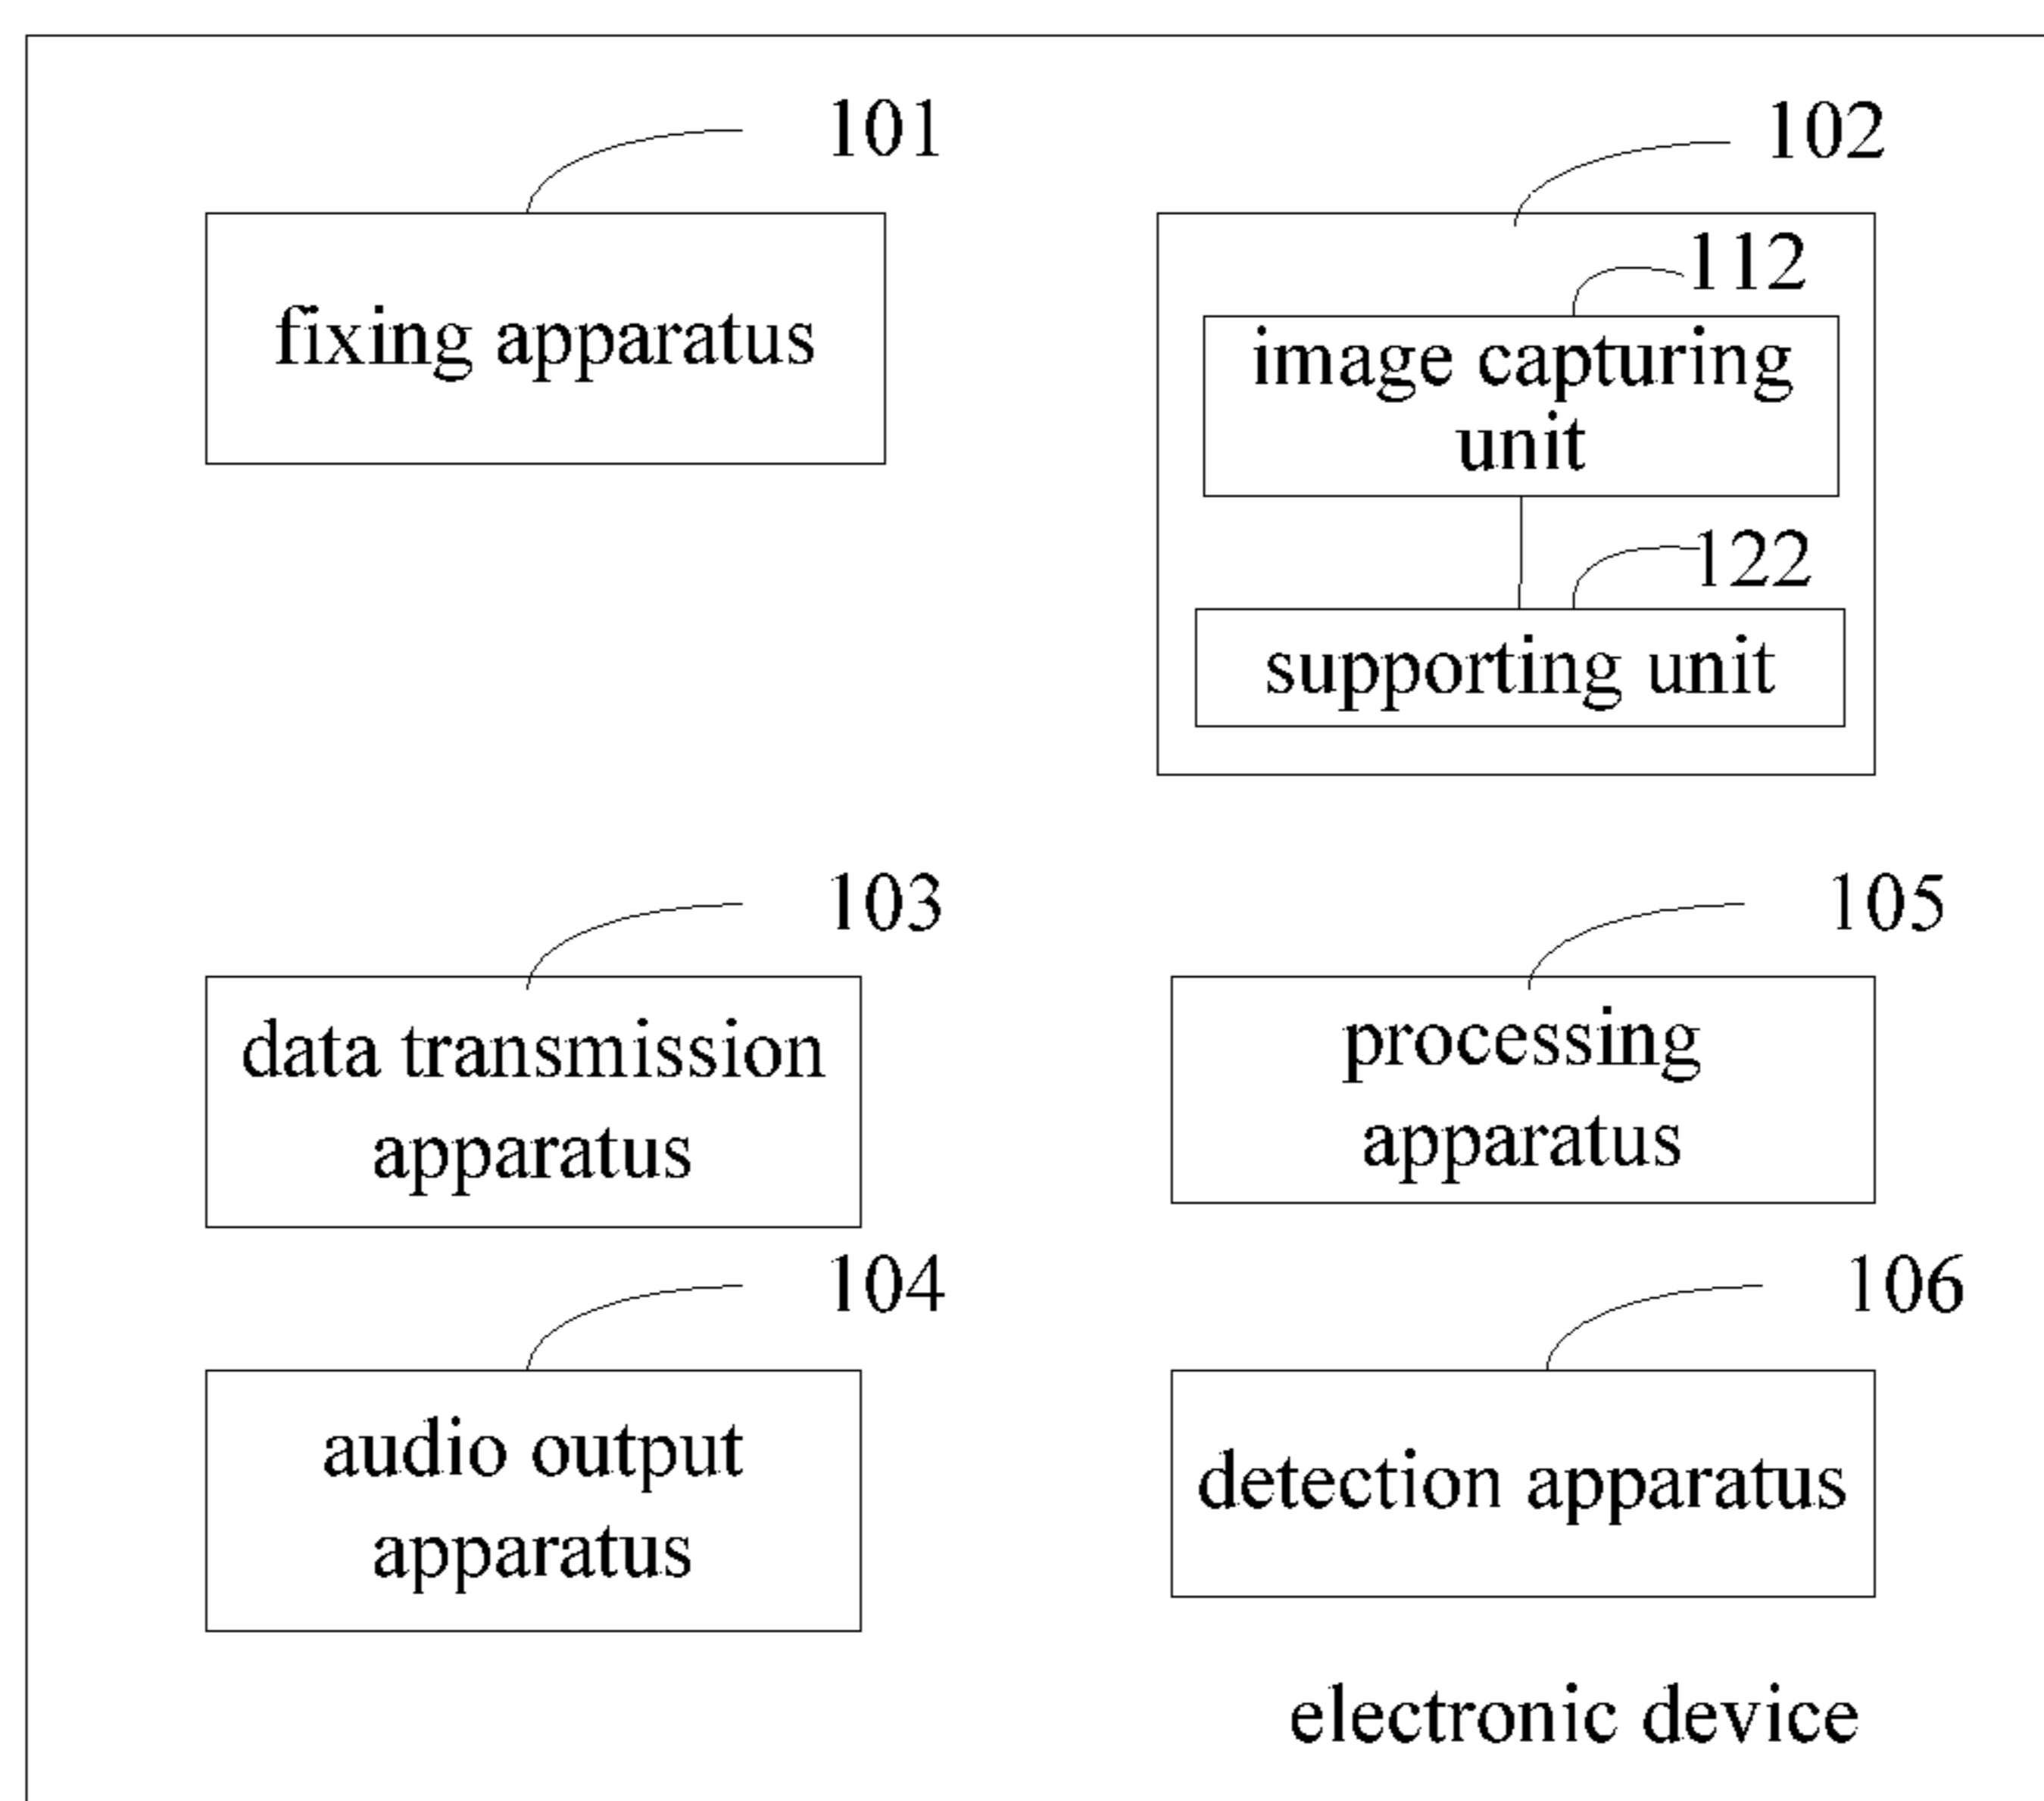 101
fixing apparatus
102
112
image capturing
unit
122
supporting unit
103
data transmission
apparatus
105
processing
apparatus
104
audio output
apparatus
106
detection apparatus
electronic device